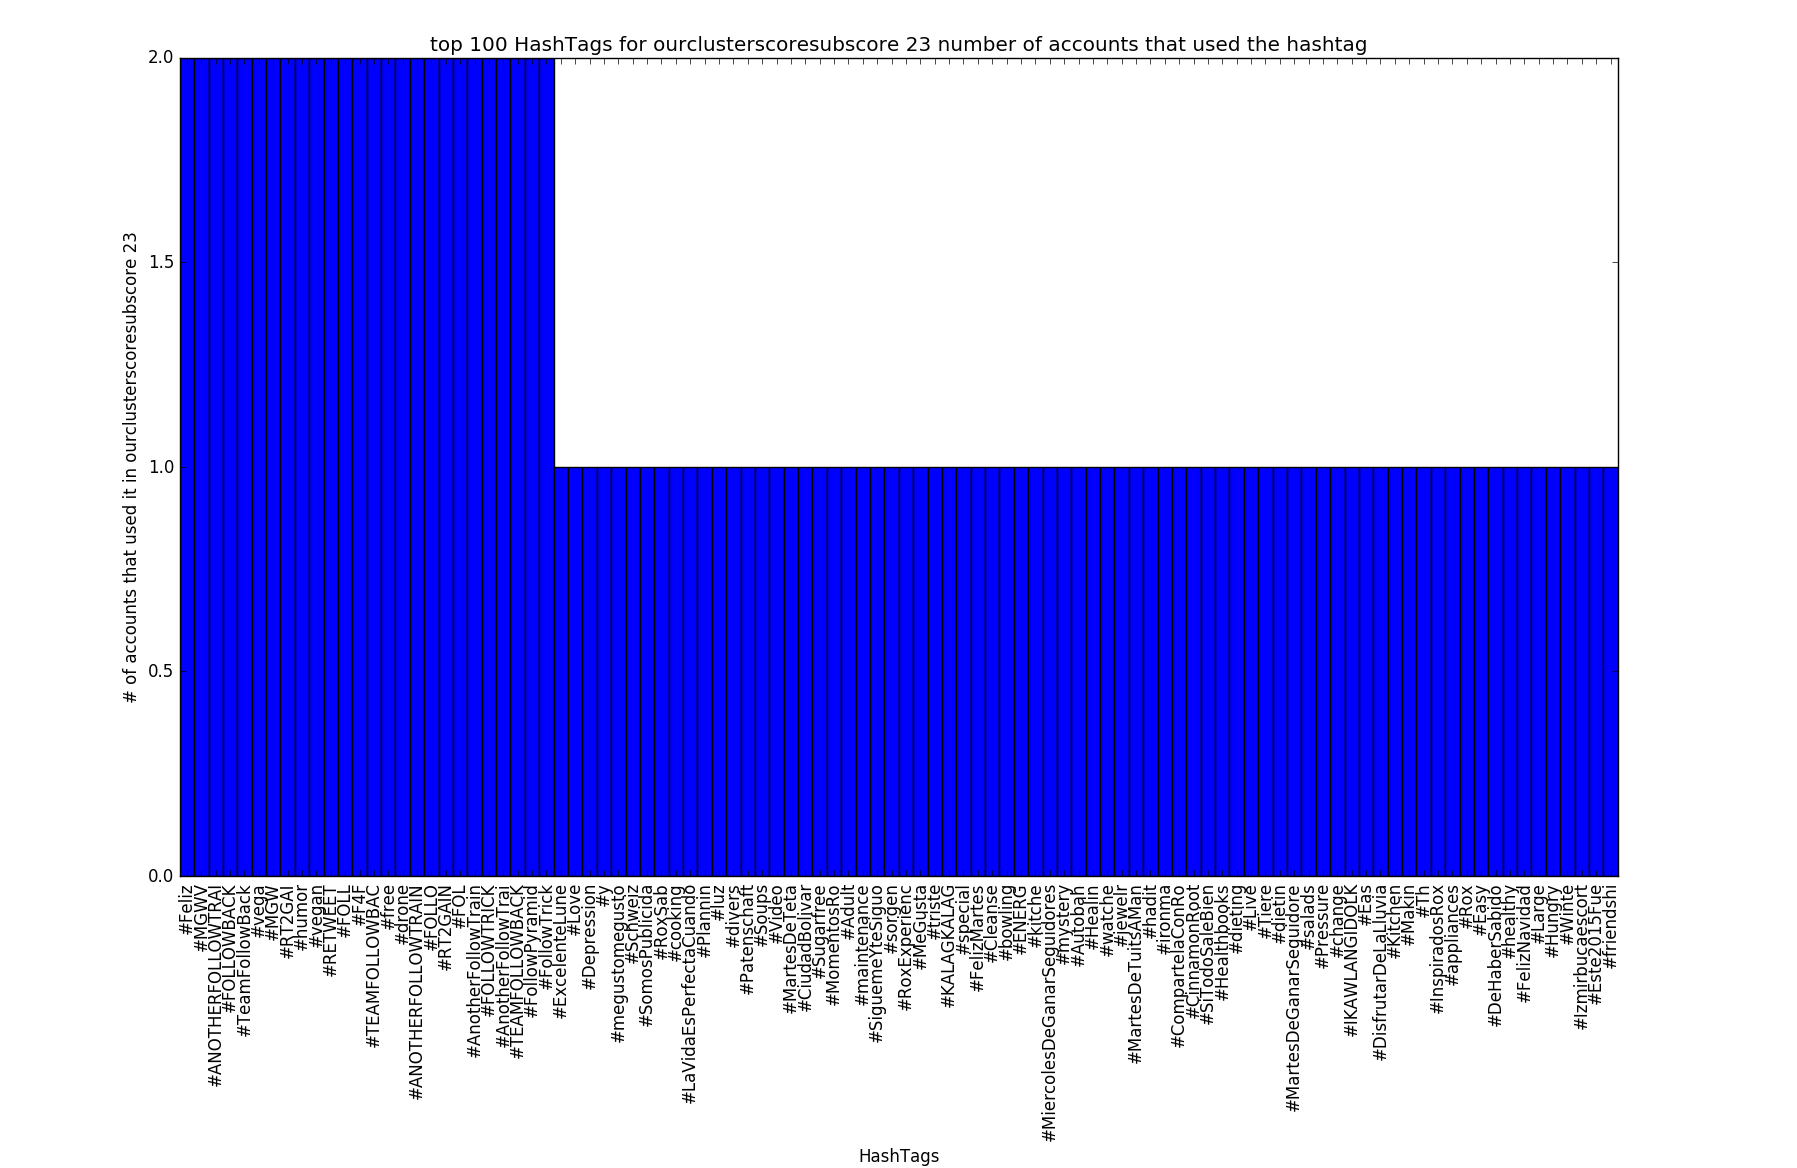 top 100 HashTags for ourclusterscoresubscore 23 number of accounts that used the hashtag
# of accounts that used it in ourclusterscoresubscore 23
2.0
1.5
1.0
0.5
0.0
#Feliz
#MGWV
#ANOTHERFOLLOWTRAI
#FOLLOWBACK
#TeamFollowBack
#vega
#MGW
#RT2GAI
#humor
#vegan
#RETWEET
#FOLL
#F4F
#TEAMFOLLOWBAC
#free
#drone
#ANOTHERFOLLOWTRAIN
#FOLLO
#RT2GAIN
#FOL
#AnotherFollowTrain
#FOLLOWTRICK
#AnotherFollowTrai
#TEAMFOLLOWBACK
#FollowPyramid
#FollowTrick
#ExcelenteLune
#Love
#Depression
#y
#megustomegusto
#Schweiz
#SomosPublicida
#RoxSab
#cooking
#LaVidaEsPerfectaCuando
#Plannin
#luz
#divers
#Patenschaft
#Soups
#Video
#MartesDeTeta
#CiudadBolivar
#Sugarfree
#MomentosRo
#Adult
#maintenance
#SiguemeYteSiguo
#sorgen
#RoxExperienc
#MeGusta
#triste
#KALAGKALAG
#special
#FelizMartes
#Cleanse
#bowling
#ENERG
#kitche
#MiercolesDeGanarSeguidores
#mystery
#Autobah
#Healin
#watche
#Jewelr
#MartesDeTuitsAMan
#hadit
#ironma
#CompartelaConRo
#CinnamonRoot
#SiTodoSaleBien
#Healthbooks
#dieting
#Live
#Tiere
#dietin
#MartesDeGanarSeguidore
#salads
#Pressure
#change
#IKAWLANGIDOLK
#Eas
#DisfrutarDeLaLluvia
#Kitchen
#Makin
#Th
#InspiradosRox
#appliances
#Rox
#Easy
#DeHaberSabido
#healthy
#FelizNavidad
#Large
#Hungry
#Winte
#Izmirbucaescort
#Este2015Fue
#friendshi
HashTags